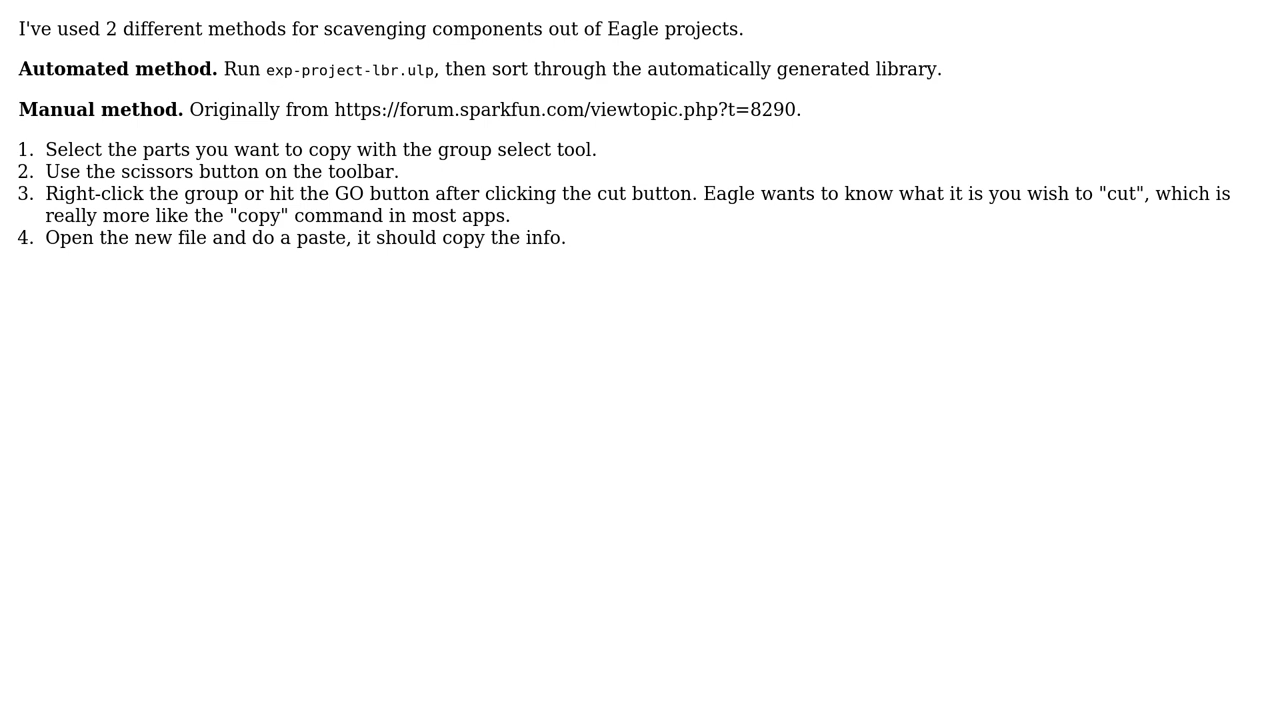 I've used 2 different methods for scavenging components out of Eagle projects.
Automated method. Run exp-project-lbr.ulp, then sort through the automatically generated library.
Manual method. Originally from https://forum.sparkfun.com/viewtopic.php?t=8290.
1. Select the parts you want to copy with the group select tool.
2. Use the scissors button on the toolbar.
3. Right-click the group or hit the GO button after clicking the cut button. Eagle wants to know what it is you wish to "cut", which is
really more like the "copy" command in most apps.
4. Open the new file and do a paste, it should copy the info.